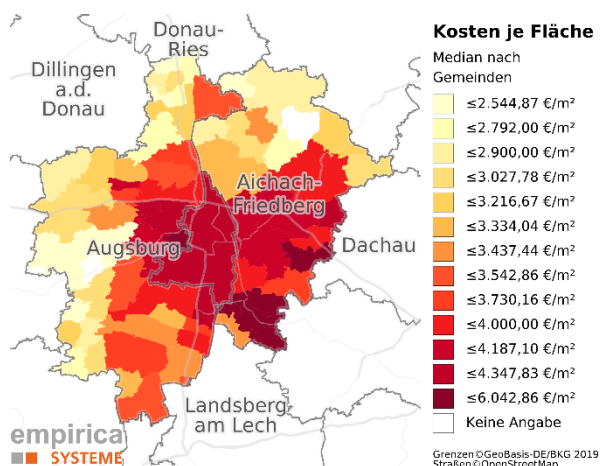 Donau-
Ries
Dillingen
a.d.
Donau
Aichach-
Friedberg
Augsburg
Dachau
Landsberg
am Lech
empirica
SYSTEME
Kosten je Fläche
Median nach
Gemeinden
≤2.544,87 €/m²
≤2.792,00 €/m²
≤2.900,00 €/m²
≤3.027,78 €/m²
≤3.216,67 €/m²
≤3.334,04 €/m²
≤3.437,44 €/m²
≤3.542,86 €/m²
≤3.730,16 €/m²
≤4.000,00 €/m²
≤4.187,10 €/m²
≤4.347,83 €/m²
≤6.042,86 €/m²
Keine Angabe
Grenzen©GeoBasis-DE/BKG 2019
Straßen©OpenStreetMap